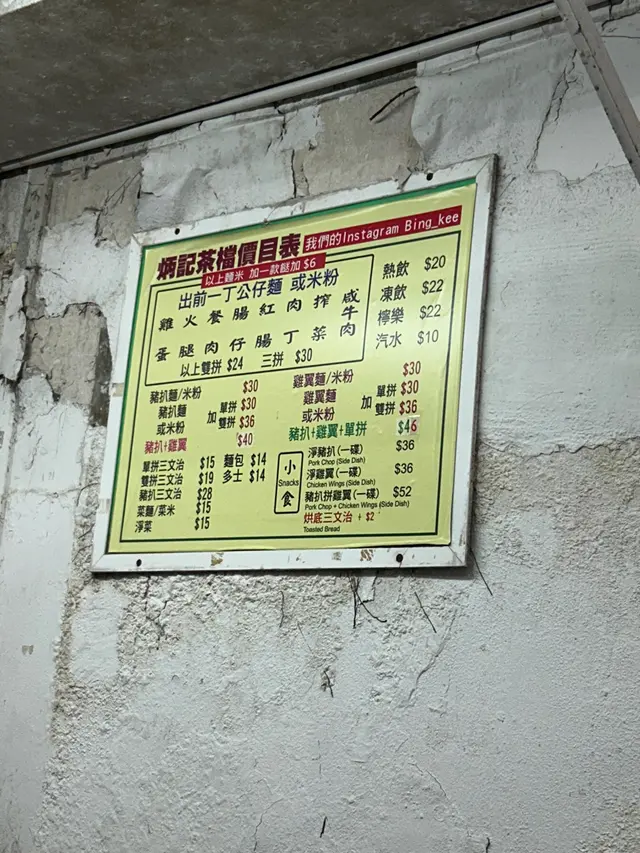 炳記茶檔價目表 我們的Instagram Bing_kee
以上麵米 加一款餸加 $6
出前一丁公仔麵 或米粉
雞 火 餐 腸 紅 肉 搾 咸牛肉
蛋 腿 肉 仔 腸 丁 菜
以上雙拼 $24 三拼 $30
熱飲 $20
凍飲 $22
檸樂 $22
汽水 $10
豬扒麵/米粉 $30
豬扒麵 或米粉 加 單拼 $30
雙拼 $36
豬扒+雞翼 $40
雞翼麵/米粉 $30
雞翼麵 或米粉 加 單拼 $30
雙拼 $36
豬扒+雞翼+單拼 $46
單拼三文治 $15 麵包 $14
雙拼三文治 $19 多士 $14
豬扒三文治 $28
菜麵/菜米 $15
淨菜 $15
小食
Snacks
淨豬扒(一碟) $36
Pork Chop (Side Dish)
淨雞翼(一碟) $36
Chicken Wings (Side Dish)
豬扒拼雞翼(一碟) $52
Pork Chop + Chicken Wings (Side Dish)
烘底三文治 + $2
Toasted Bread